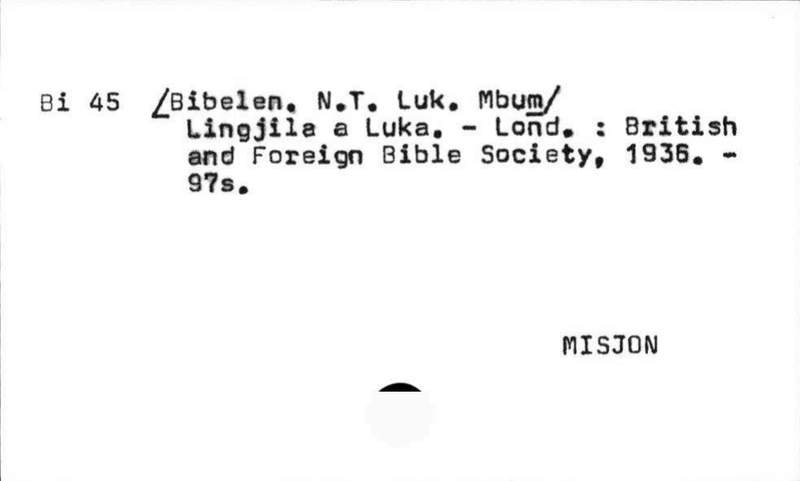 Bi 45 /Bibelen. N.T. Luk. Mbum/
Lingjila a Luka. - Lond. : British
and Foreign Bible Society, 1936. -
97s.
MISJON